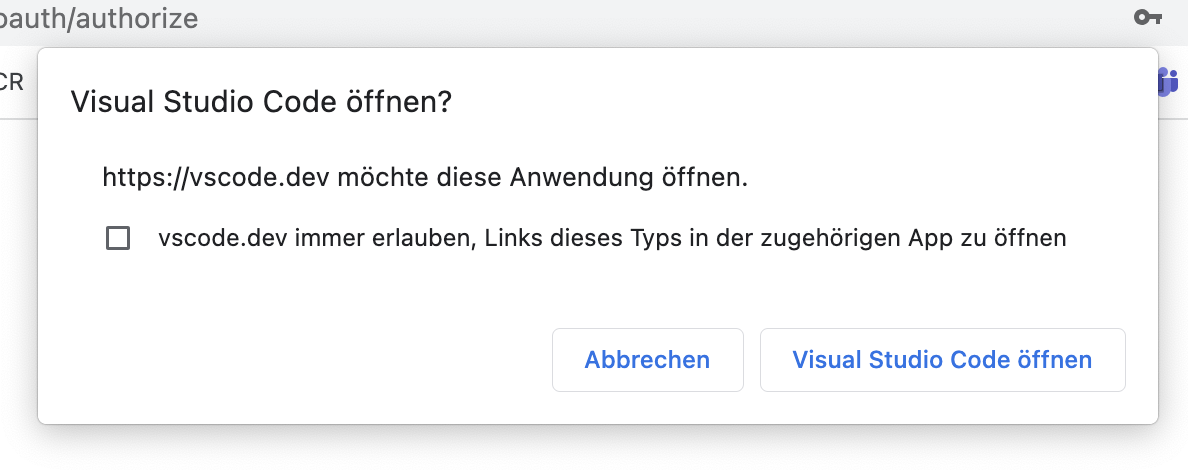 oauth/authorize
CR
Visual Studio Code öffnen?
https://vscode.dev möchte diese Anwendung öffnen.
vscode.dev immer erlauben, Links dieses Typs in der zugehörigen App zu öffnen
Abbrechen
Visual Studio Code öffnen